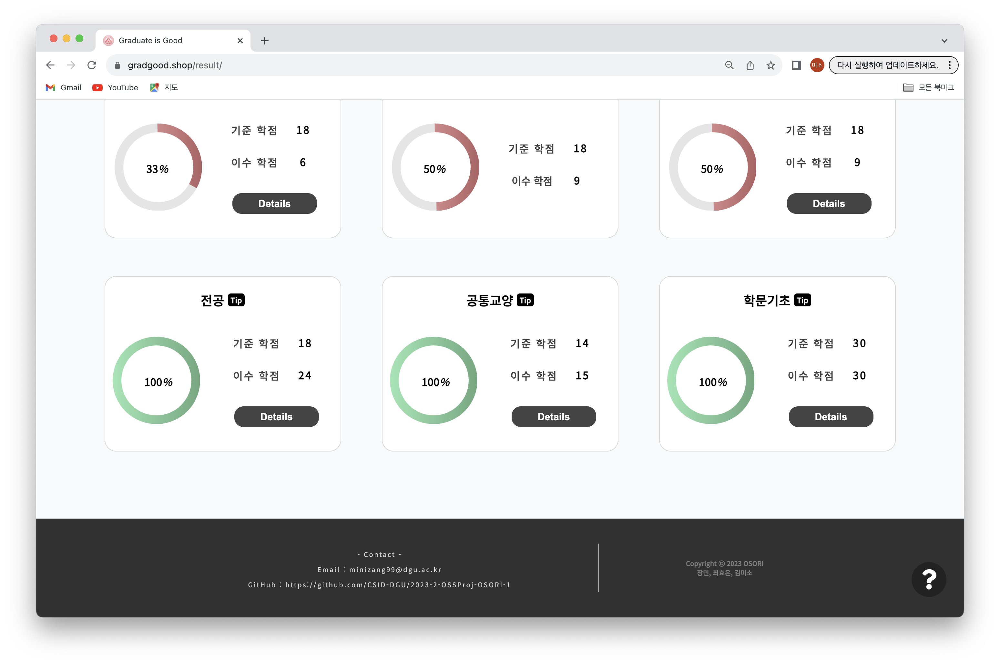 Graduate is Good
gradgood.shop/result/
미소
다시 실행하여 업데이트하세요.
Gmail
YouTube
지도
모든 북마크
33%
기준 학점 18
이수 학점 6
Details
50%
기준 학점 18
이수 학점 9
50%
기준 학점 18
이수 학점 9
Details
전공 Tip
100%
기준 학점 18
이수 학점 24
Details
공통교양 Tip
100%
기준 학점 14
이수 학점 15
Details
학문기초 Tip
100%
기준 학점 30
이수 학점 30
Details
- Contact -
Email : minizang99@dgu.ac.kr
GitHub : https://github.com/CSID-DGU/2023-2-OSSProj-OSORI-1
Copyright © 2023 OSORI
장민, 최효은, 김미소
?